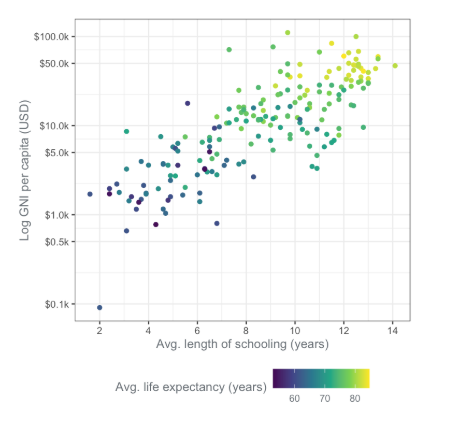 Log GNI per capita (USD)
$100.0k
$50.0k
$10.0k
$5.0k
$1.0k
$0.5k
$0.1k
2 4 6 8 10 12 14
Avg. length of schooling (years)
Avg. life expectancy (years)
60 70 80